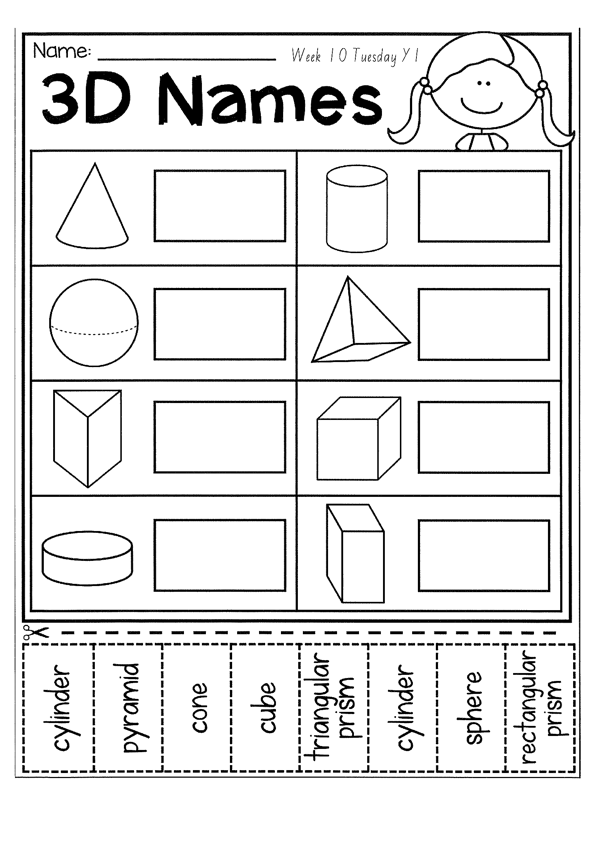 Name: Week 10 Tuesday Y1
3D Names
cylinder
pyramid
cone
cube
triangular
prism
cylinder
sphere
rectangular
prism